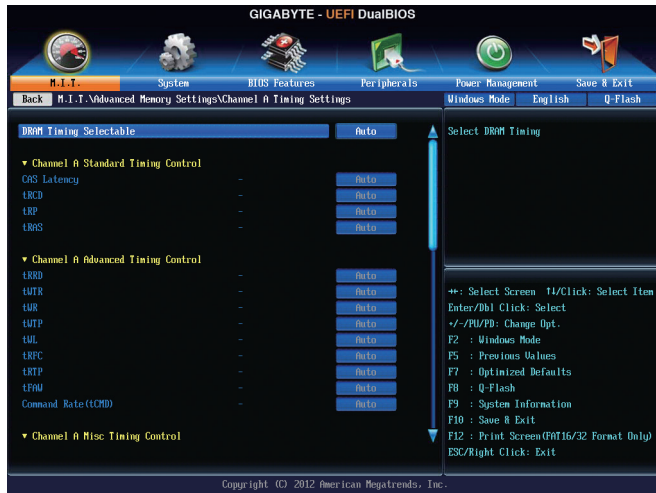 GIGABYTE - UEFI DualBIOS
M.I.T. System BIOS Features Peripherals Power Management Save & Exit
Back M.I.T.\Advanced Memory Settings\Channel A Timing Settings Windows Mode English Q-Flash
DRAM Timing Selectable Auto
▼ Channel A Standard Timing Control
CAS Latency - Auto
tRCD - Auto
tRP - Auto
tRAS - Auto
▼ Channel A Advanced Timing Control
tRRD - Auto
tWTR - Auto
tWR - Auto
tWTP - Auto
tWL - Auto
tRFC - Auto
tRTP - Auto
tFAW - Auto
Command Rate(tCMD) - Auto
▼ Channel A Misc Timing Control
Select DRAM Timing
→←: Select Screen ↑↓/Click: Select Item
Enter/Dbl Click: Select
+/-/PU/PD: Change Opt.
F2 : Windows Mode
F5 : Previous Values
F7 : Optimized Defaults
F8 : Q-Flash
F9 : System Information
F10 : Save & Exit
F12 : Print Screen(FAT16/32 Format Only)
ESC/Right Click: Exit
Copyright (C) 2012 American Megatrends, Inc.